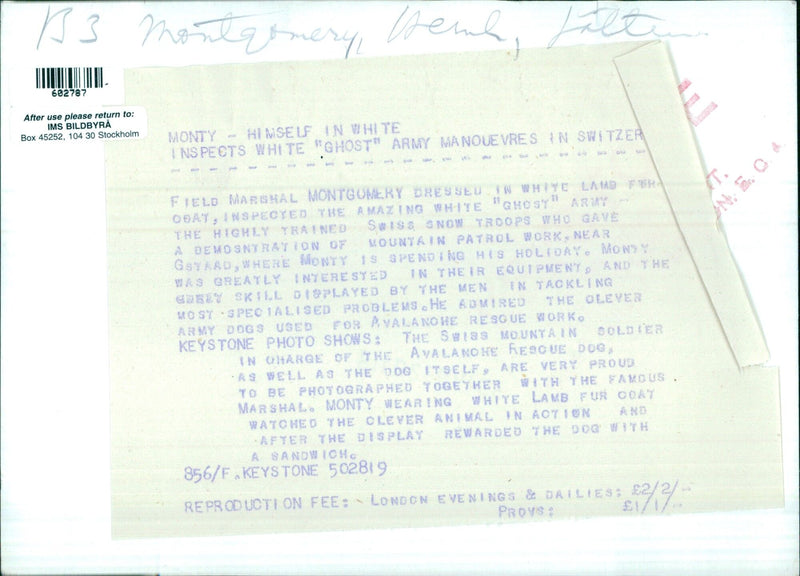 B3 Montgomery,
602787
After use please return to:
IMS BILDBYRÅ
Box 45252, 104 30 Stockholm
MONTY - HIMSELF IN WHITE
INSPECTS WHITE "GHOST" ARMY MANOUEVRES IN SWITZER
FIELD MARSHAL MONTGOMERY DRESSED IN WHITE LAMB FUR
COAT, INSPECTED THE AMAZING WHITE "GHOST" ARMY -
THE HIGHLY TRAINED SWISS SNOW TROOPS WHO GAVE
A DEMOSNTRATION OF MOUNTAIN PATROL WORK, NEAR
GSTAAD, WHERE MONTY IS SPENDING HIS HOLIDAY. MONTY
WAS GREATLY INTERESTED IN THEIR EQUIPMENT, AND THE
SKILL DISPLAYED BY THE MEN IN TACKLING
MOST SPECIALISED PROBLEMS. HE ADMIRED THE CLEVER
ARMY DOGS USED FOR AVALANCHE RESCUE WORK.
KEYSTONE PHOTO SHOWS: THE SWISS MOUNTAIN SOLDIER
IN CHARGE OF THE AVALANCHE RESCUE DOG,
AS WELL AS THE DOG ITSELF, ARE VERY PROUD
TO BE PHOTOGRAPHED TOGETHER WITH THE FAMOUS
MARSHAL. MONTY WEARING WHITE LAMB FUR COAT
WATCHED THE CLEVER ANIMAL IN ACTION AND
AFTER THE DISPLAY REWARDED THE DOG WITH
A SANDWICH.
856/F. KEYSTONE 502819
REPRODUCTION FEE: - LONDON EVENINGS & DAILIES: £2/2/-
PROVS: £1/1/-